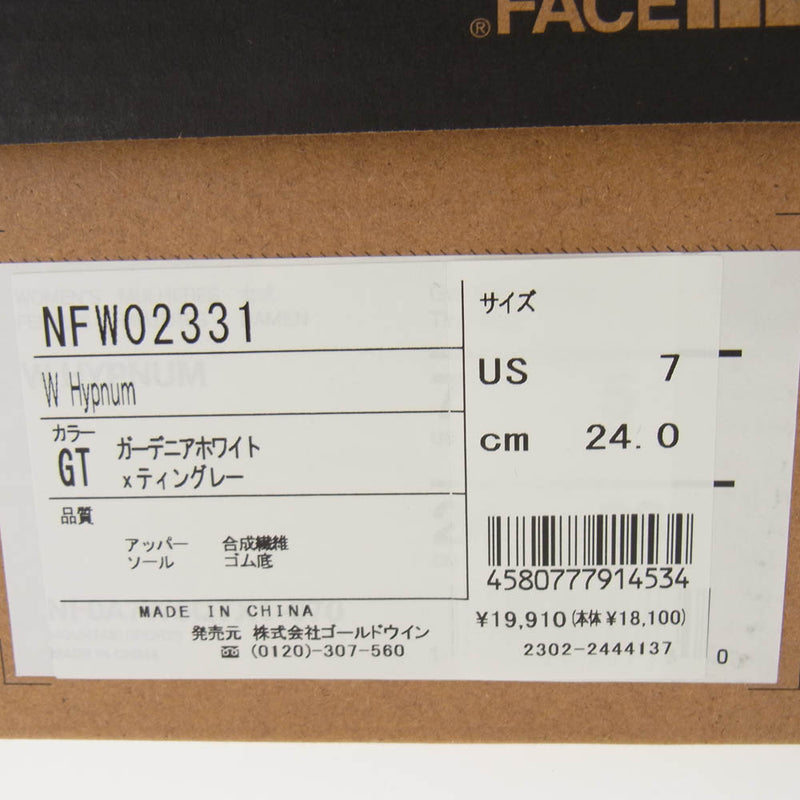 ® FACE
NFW02331
W Hypnum
カラー
GT
ガーデニアホワイト
xティングレー
品質
アッパー 合成繊維
ソール ゴム底
MADE IN CHINA
発売元 株式会社ゴールドウイン
☎ (0120)-307-560
サイズ
US 7
cm 24.0
4580777914534
¥19,910(本体¥18,100)
2302-2444137
0